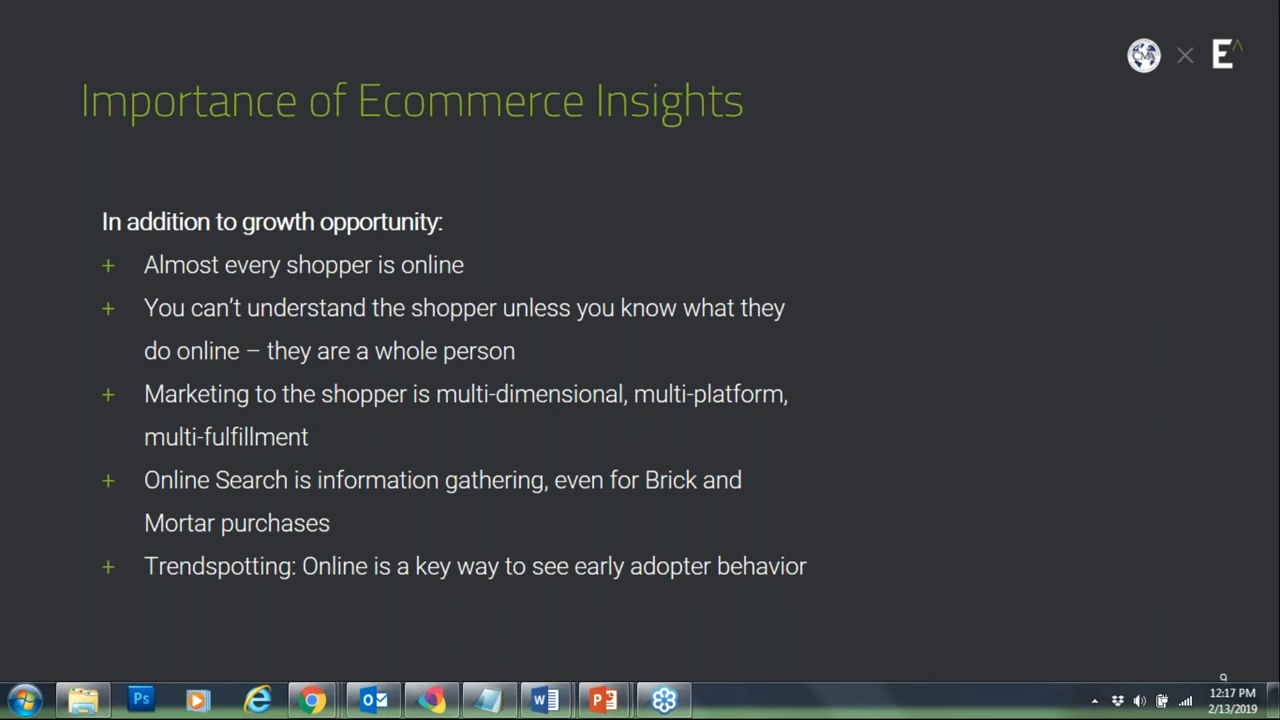 CMA
E^
Importance of Ecommerce Insights
In addition to growth opportunity:
+ Almost every shopper is online
+ You can’t understand the shopper unless you know what they
do online – they are a whole person
+ Marketing to the shopper is multi-dimensional, multi-platform,
multi-fulfillment
+ Online Search is information gathering, even for Brick and
Mortar purchases
+ Trendspotting: Online is a key way to see early adopter behavior
9
Ps
12:17 PM
2/13/2019